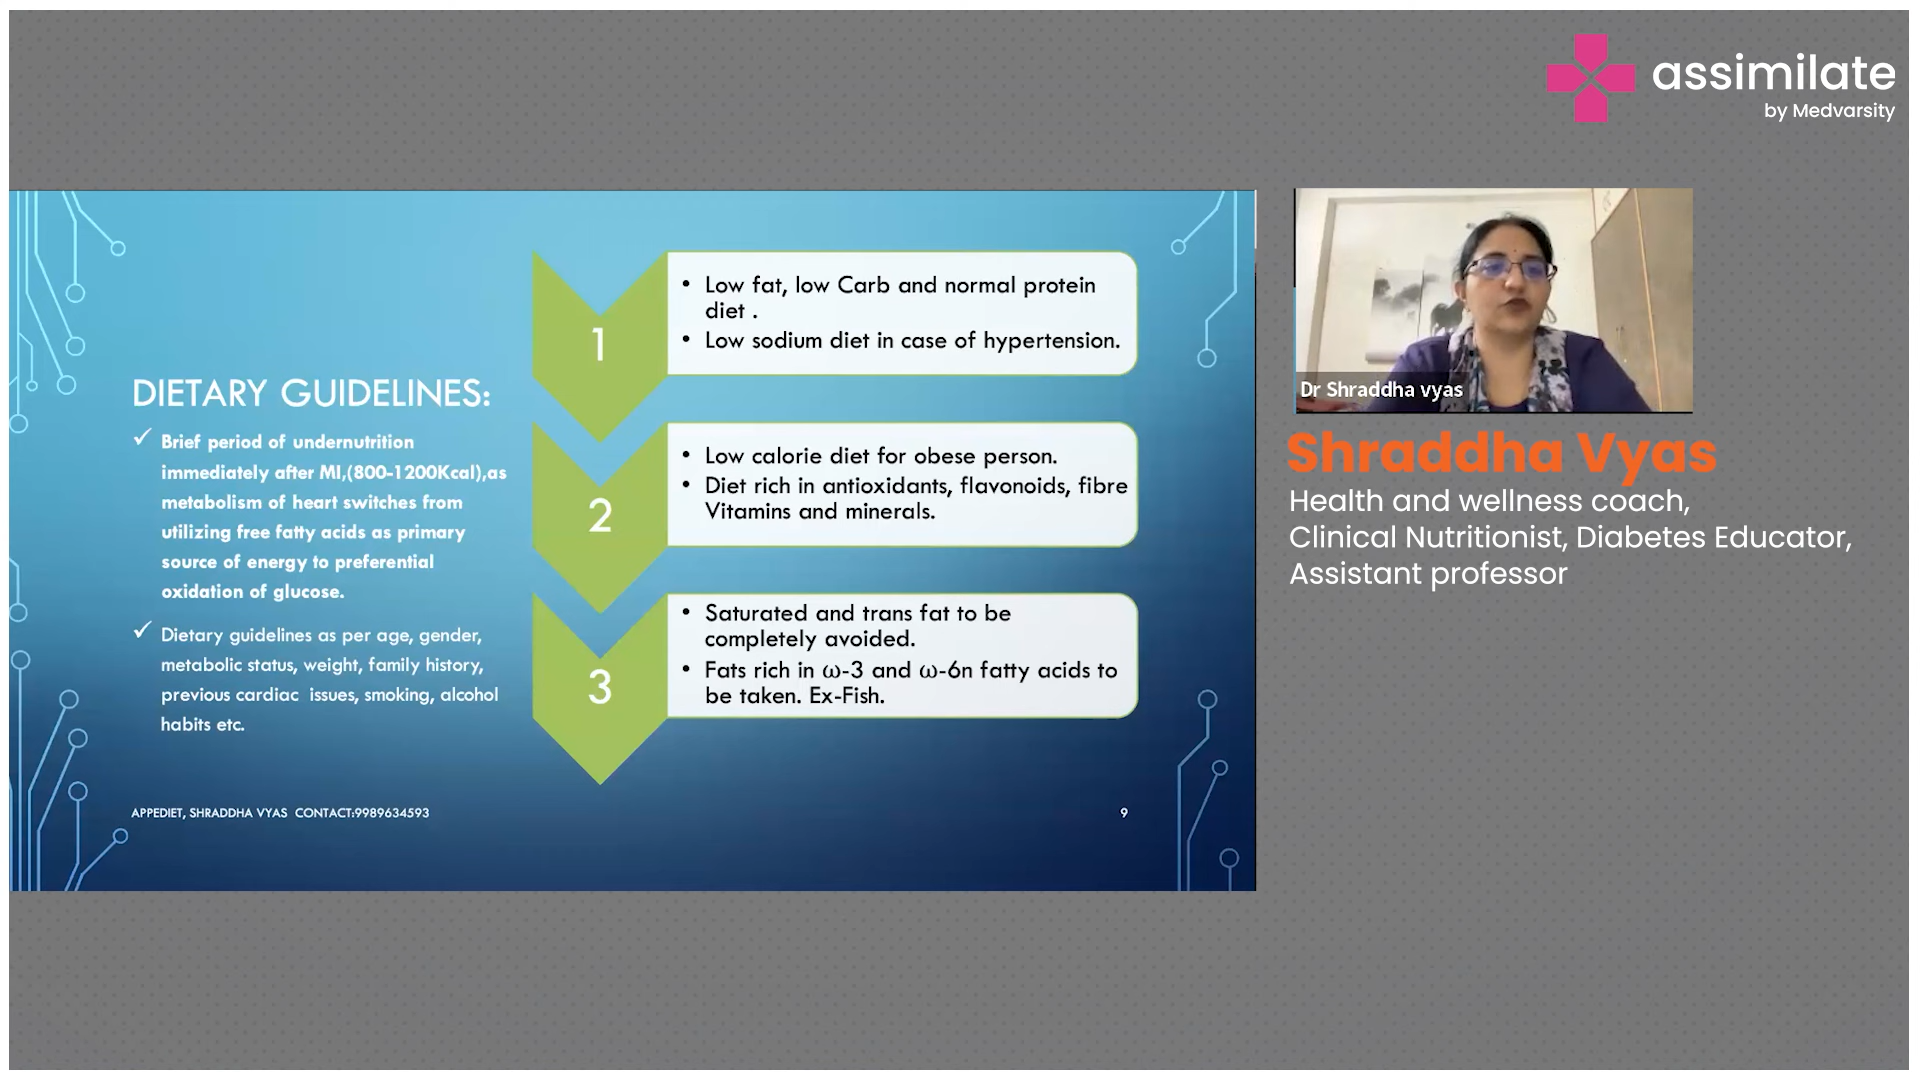 assimilate
by Medvarsity
DIETARY GUIDELINES:
✓ Brief period of undernutrition
immediately after MI,(800-1200Kcal),as
metabolism of heart switches from
utilizing free fatty acids as primary
source of energy to preferential
oxidation of glucose.
✓ Dietary guidelines as per age, gender,
metabolic status, weight, family history,
previous cardiac issues, smoking, alcohol
habits etc.
1
• Low fat, low Carb and normal protein
diet .
• Low sodium diet in case of hypertension.
2
• Low calorie diet for obese person.
• Diet rich in antioxidants, flavonoids, fibre
Vitamins and minerals.
3
• Saturated and trans fat to be
completely avoided.
• Fats rich in ω-3 and ω-6n fatty acids to
be taken. Ex-Fish.
APPEDIET, SHRADDHA VYAS CONTACT:9989634593
9
Dr Shraddha vyas
Shraddha Vyas
Health and wellness coach,
Clinical Nutritionist, Diabetes Educator,
Assistant professor